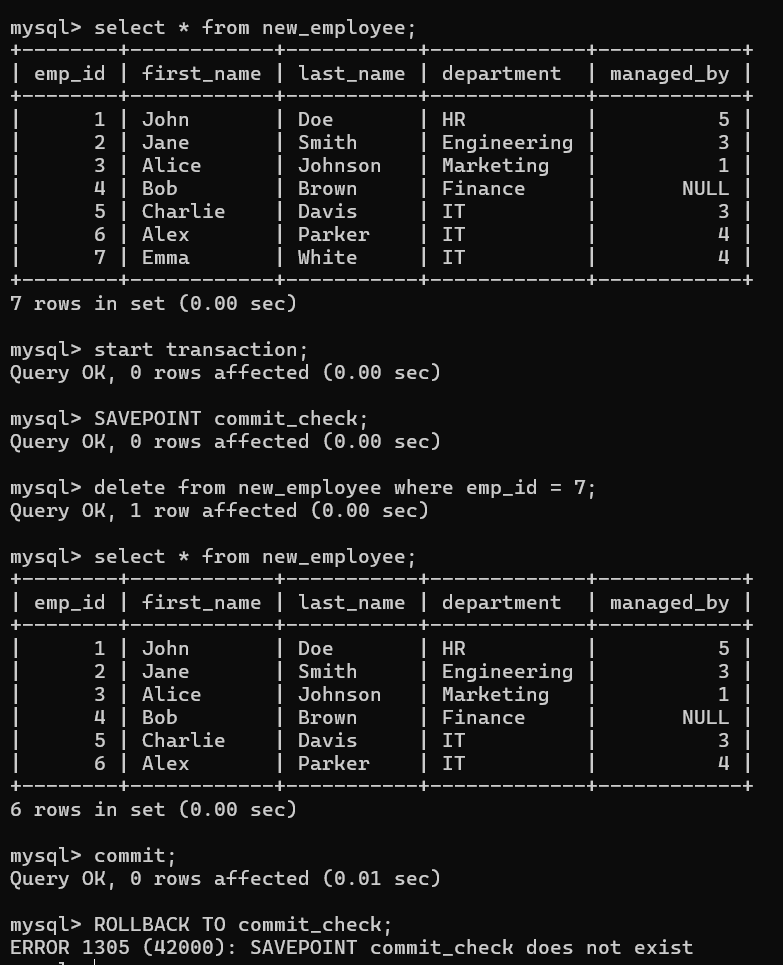 mysql> select * from new_employee;
+--------+------------+-----------+-------------+------------+
| emp_id | first_name | last_name | department  | managed_by |
+--------+------------+-----------+-------------+------------+
|      1 | John       | Doe       | HR          |          5 |
|      2 | Jane       | Smith     | Engineering |          3 |
|      3 | Alice      | Johnson   | Marketing   |          1 |
|      4 | Bob        | Brown     | Finance     |       NULL |
|      5 | Charlie    | Davis     | IT          |          3 |
|      6 | Alex       | Parker    | IT          |          4 |
|      7 | Emma       | White     | IT          |          4 |
+--------+------------+-----------+-------------+------------+
7 rows in set (0.00 sec)
mysql> start transaction;
Query OK, 0 rows affected (0.00 sec)
mysql> SAVEPOINT commit_check;
Query OK, 0 rows affected (0.00 sec)
mysql> delete from new_employee where emp_id = 7;
Query OK, 1 row affected (0.00 sec)
mysql> select * from new_employee;
+--------+------------+-----------+-------------+------------+
| emp_id | first_name | last_name | department  | managed_by |
+--------+------------+-----------+-------------+------------+
|      1 | John       | Doe       | HR          |          5 |
|      2 | Jane       | Smith     | Engineering |          3 |
|      3 | Alice      | Johnson   | Marketing   |          1 |
|      4 | Bob        | Brown     | Finance     |       NULL |
|      5 | Charlie    | Davis     | IT          |          3 |
|      6 | Alex       | Parker    | IT          |          4 |
+--------+------------+-----------+-------------+------------+
6 rows in set (0.00 sec)
mysql> commit;
Query OK, 0 rows affected (0.01 sec)
mysql> ROLLBACK TO commit_check;
ERROR 1305 (42000): SAVEPOINT commit_check does not exist